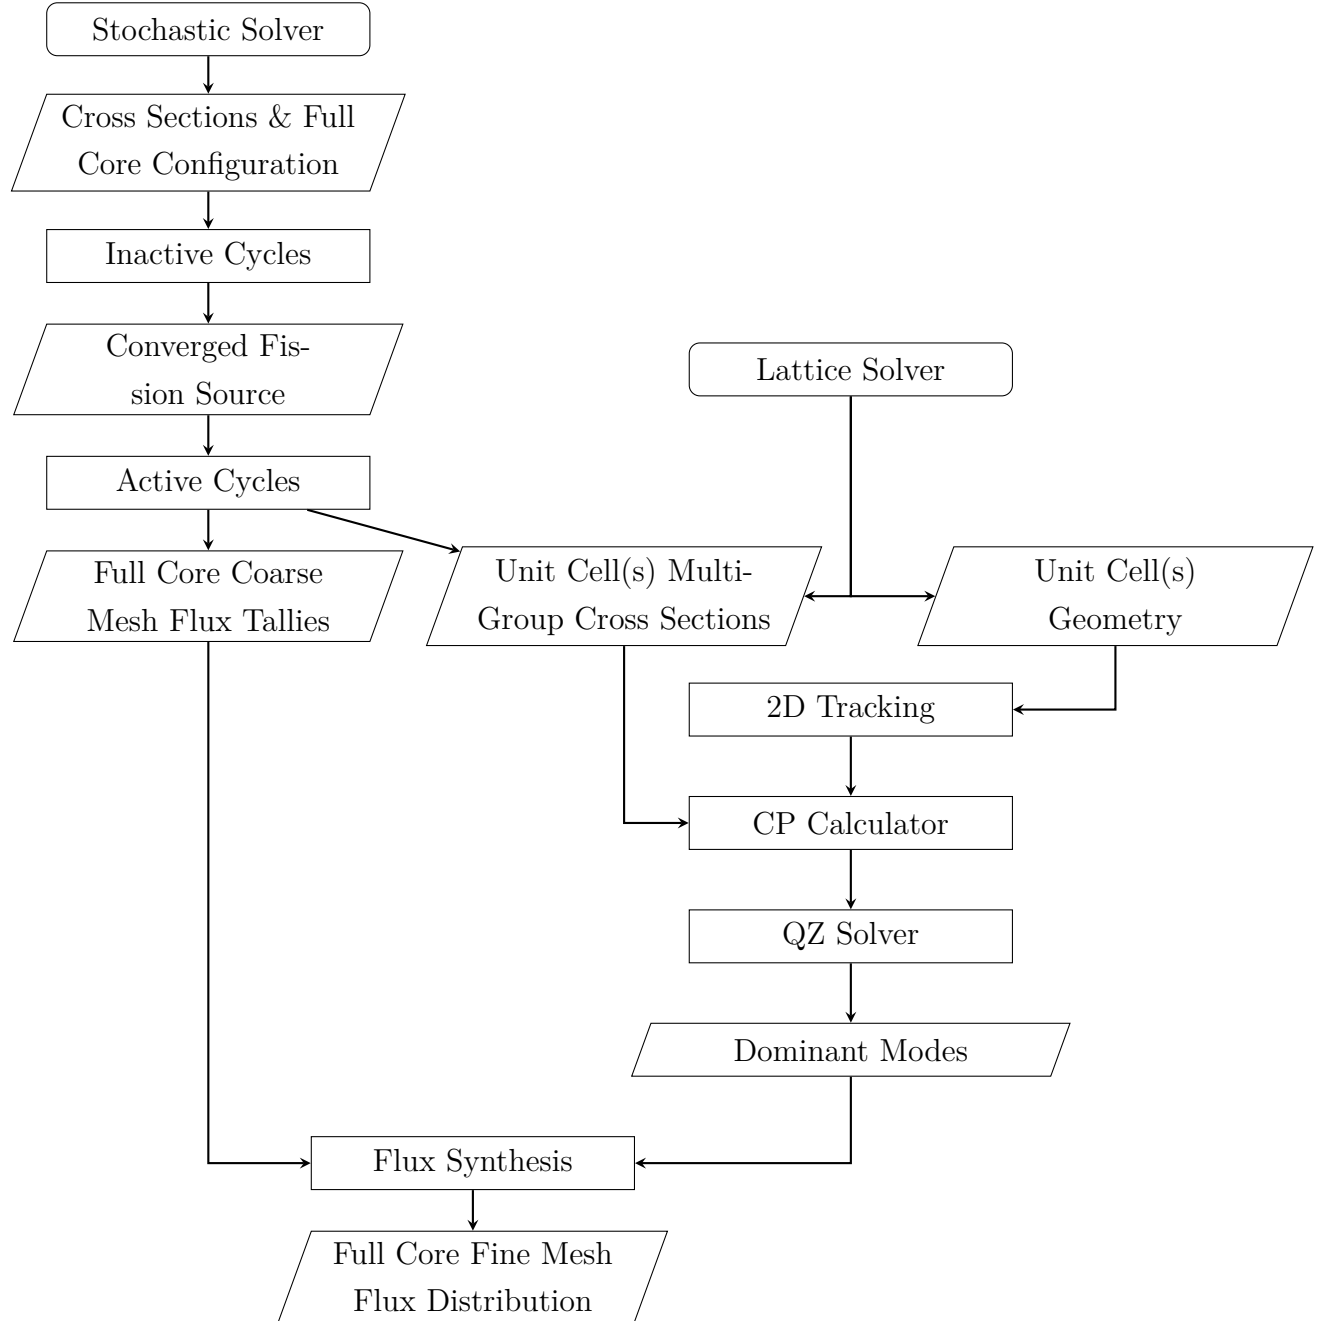 Stochastic Solver
Cross Sections & Full
Core Configuration
Inactive Cycles
Converged Fis-
sion Source
Lattice Solver
Active Cycles
Full Core Coarse
Mesh Flux Tallies
Unit Cell(s) Multi-
Group Cross Sections
Unit Cell(s)
Geometry
2D Tracking
CP Calculator
QZ Solver
Dominant Modes
Flux Synthesis
Full Core Fine Mesh
Flux Distribution